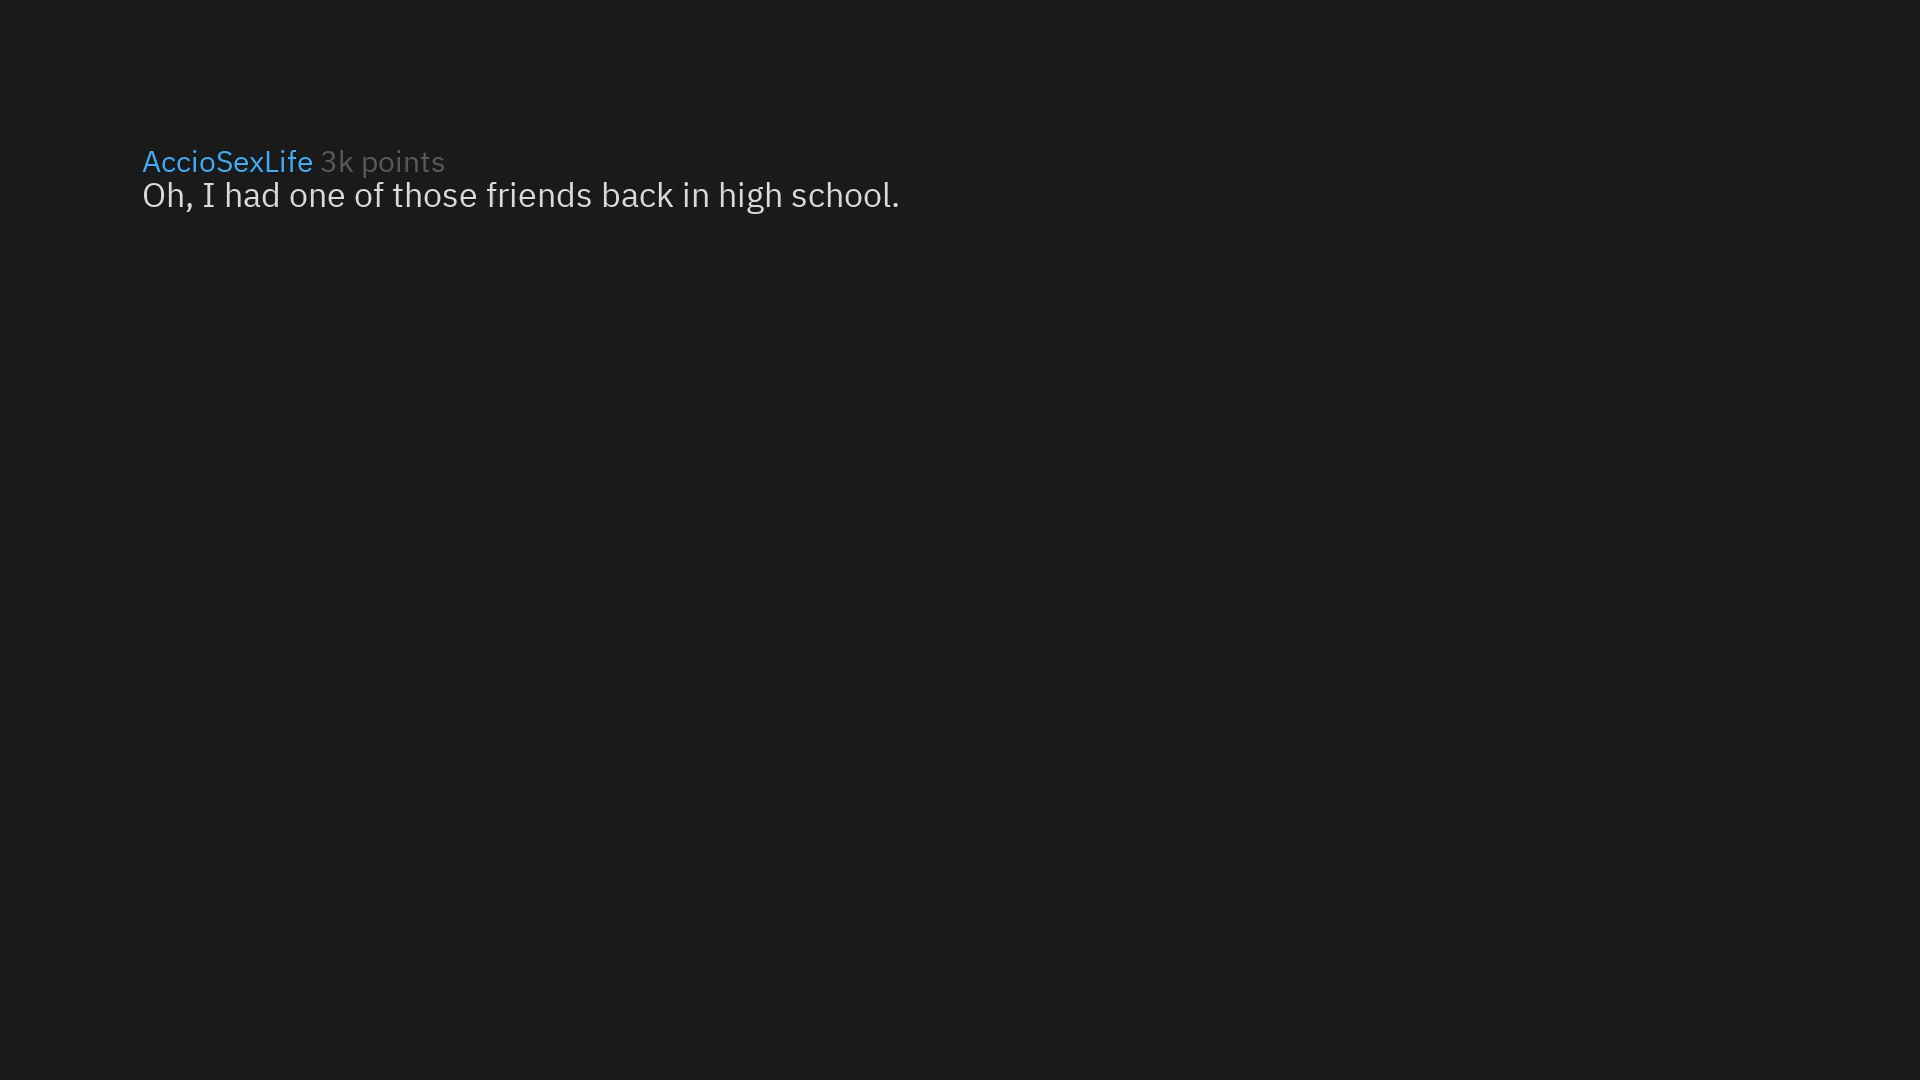 AccioSexLife 3k points
Oh, I had one of those friends back in high school.